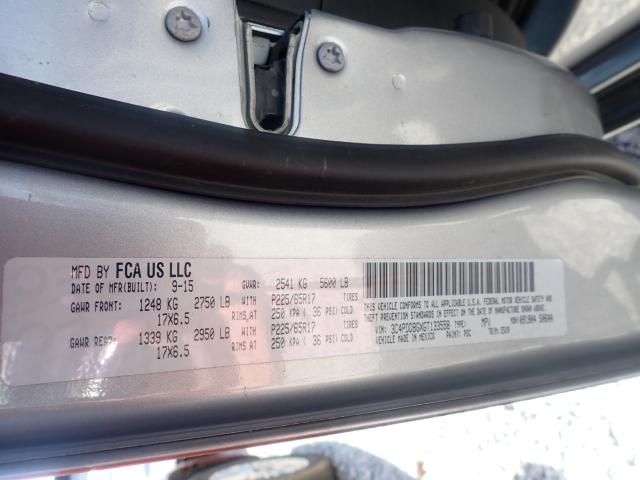 MFD BY FCA US LLC
DATE OF MFR(BUILT): 9-15 GVWR: 2541 KG 5600 LB
GAWR FRONT: 1248 KG 2750 LB WITH P225/65R17 TIRES
17X6.5 RIMS,AT 250 KPA ( 36 PSI) COLD
GAWR REAR: 1339 KG 2950 LB WITH P225/65R17 TIRES
17X6.5 RIMS,AT 250 KPA ( 36 PSI) COLD
THIS VEHICLE CONFORMS TO ALL APPLICABLE U.S.A. FEDERAL MOTOR VEHICLE SAFETY AND
THEFT PREVENTION STANDARDS IN EFFECT ON THE DATE OF MANUFACTURE SHOWN ABOVE.
VIN: 3C4PDDBGXGT133558 TYPE: MPV MDH:
VEHICLE MADE IN MEXICO PAINT: PSC TRIM: